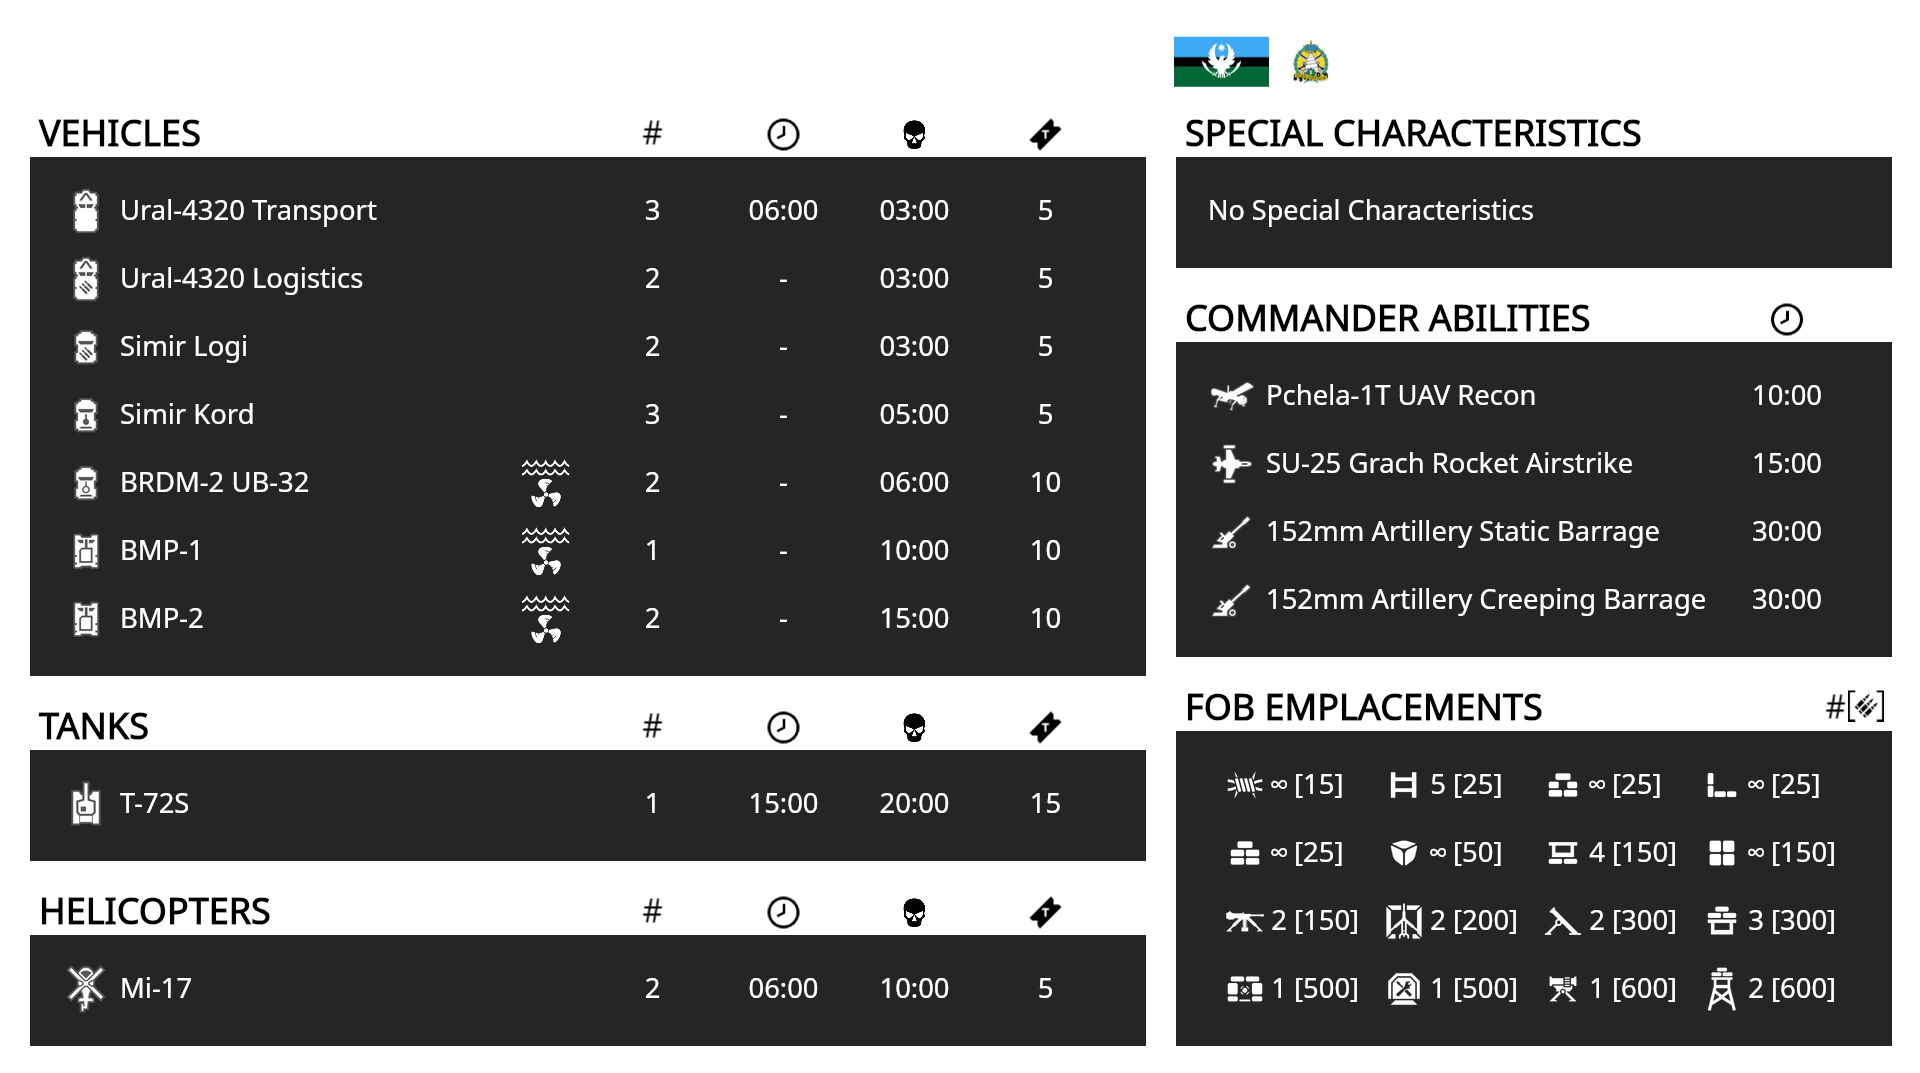 VEHICLES #
Ural-4320 Transport 3 06:00 03:00 5
Ural-4320 Logistics 2 - 03:00 5
Simir Logi 2 - 03:00 5
Simir Kord 3 - 05:00 5
BRDM-2 UB-32 2 - 06:00 10
BMP-1 1 - 10:00 10
BMP-2 2 - 15:00 10
TANKS #
T-72S 1 15:00 20:00 15
HELICOPTERS #
Mi-17 2 06:00 10:00 5
SPECIAL CHARACTERISTICS
No Special Characteristics
COMMANDER ABILITIES
Pchela-1T UAV Recon 10:00
SU-25 Grach Rocket Airstrike 15:00
152mm Artillery Static Barrage 30:00
152mm Artillery Creeping Barrage 30:00
FOB EMPLACEMENTS #[ ]
∞ [15] 5 [25] ∞ [25] ∞ [25]
∞ [25] ∞ [50] 4 [150] ∞ [150]
2 [150] 2 [200] 2 [300] 3 [300]
1 [500] 1 [500] 1 [600] 2 [600]